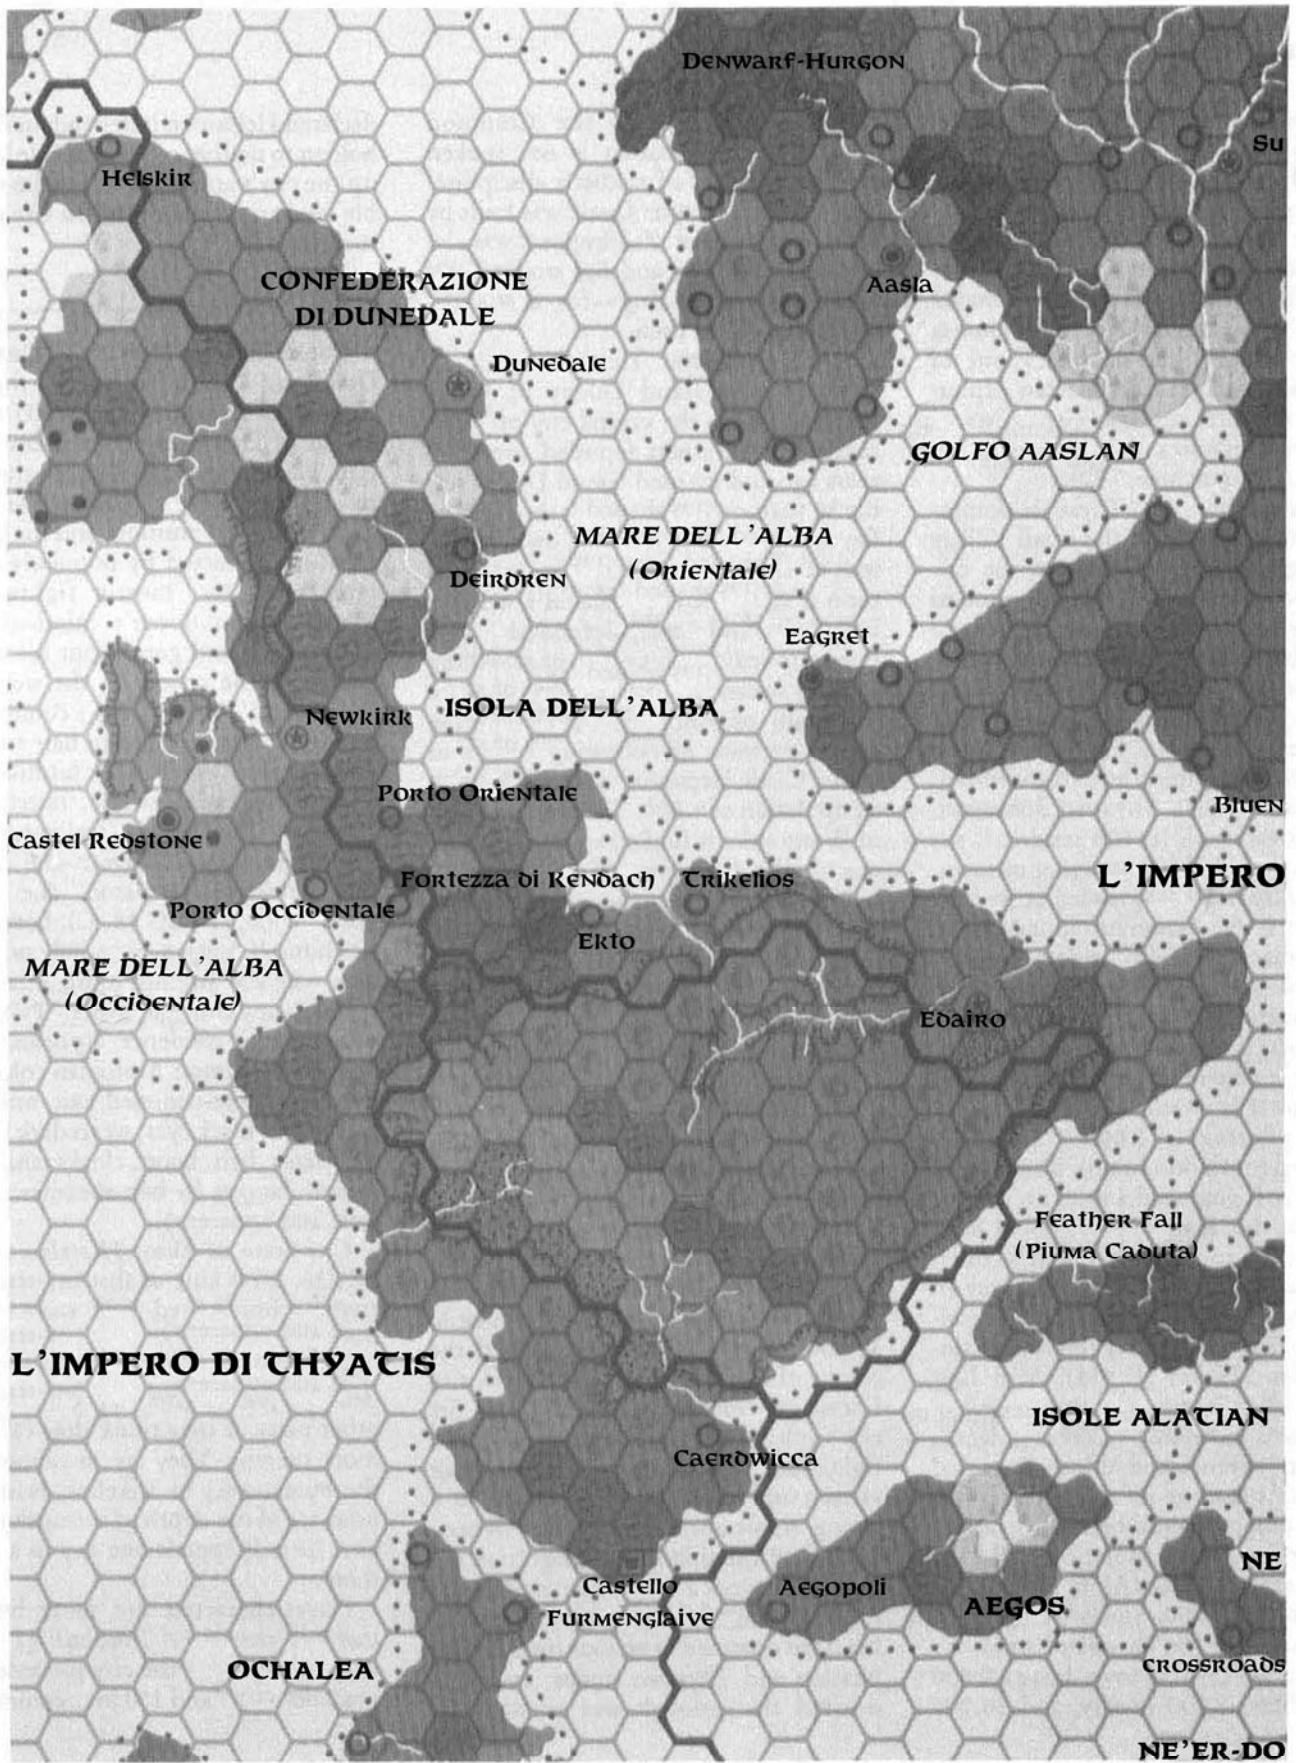 Denwarf-Hurgon
Su
Helskir
CONFEDERAZIONE
DI DUNEDALE
Aasla
Dunedale
GOLFO AASLAN
MARE DELL'ALBA
(Orientale)
Deirdren
Eagret
Newkirk
ISOLA DELL'ALBA
Porto Orientale
Bluen
Castel Redstone
L'IMPERO
Fortezza di Kendach
Trikelios
Porto Occidentale
Ekto
MARE DELL'ALBA
(Occidentale)
Edairo
Feather Fall
(Piuma Caduta)
L'IMPERO DI THYATIS
ISOLE ALATIAN
Caerdwicca
NE
Castello
Furmenglaive
Aegopoli
AEGOS
OCHALEA
Crossroads
NE'ER-DO